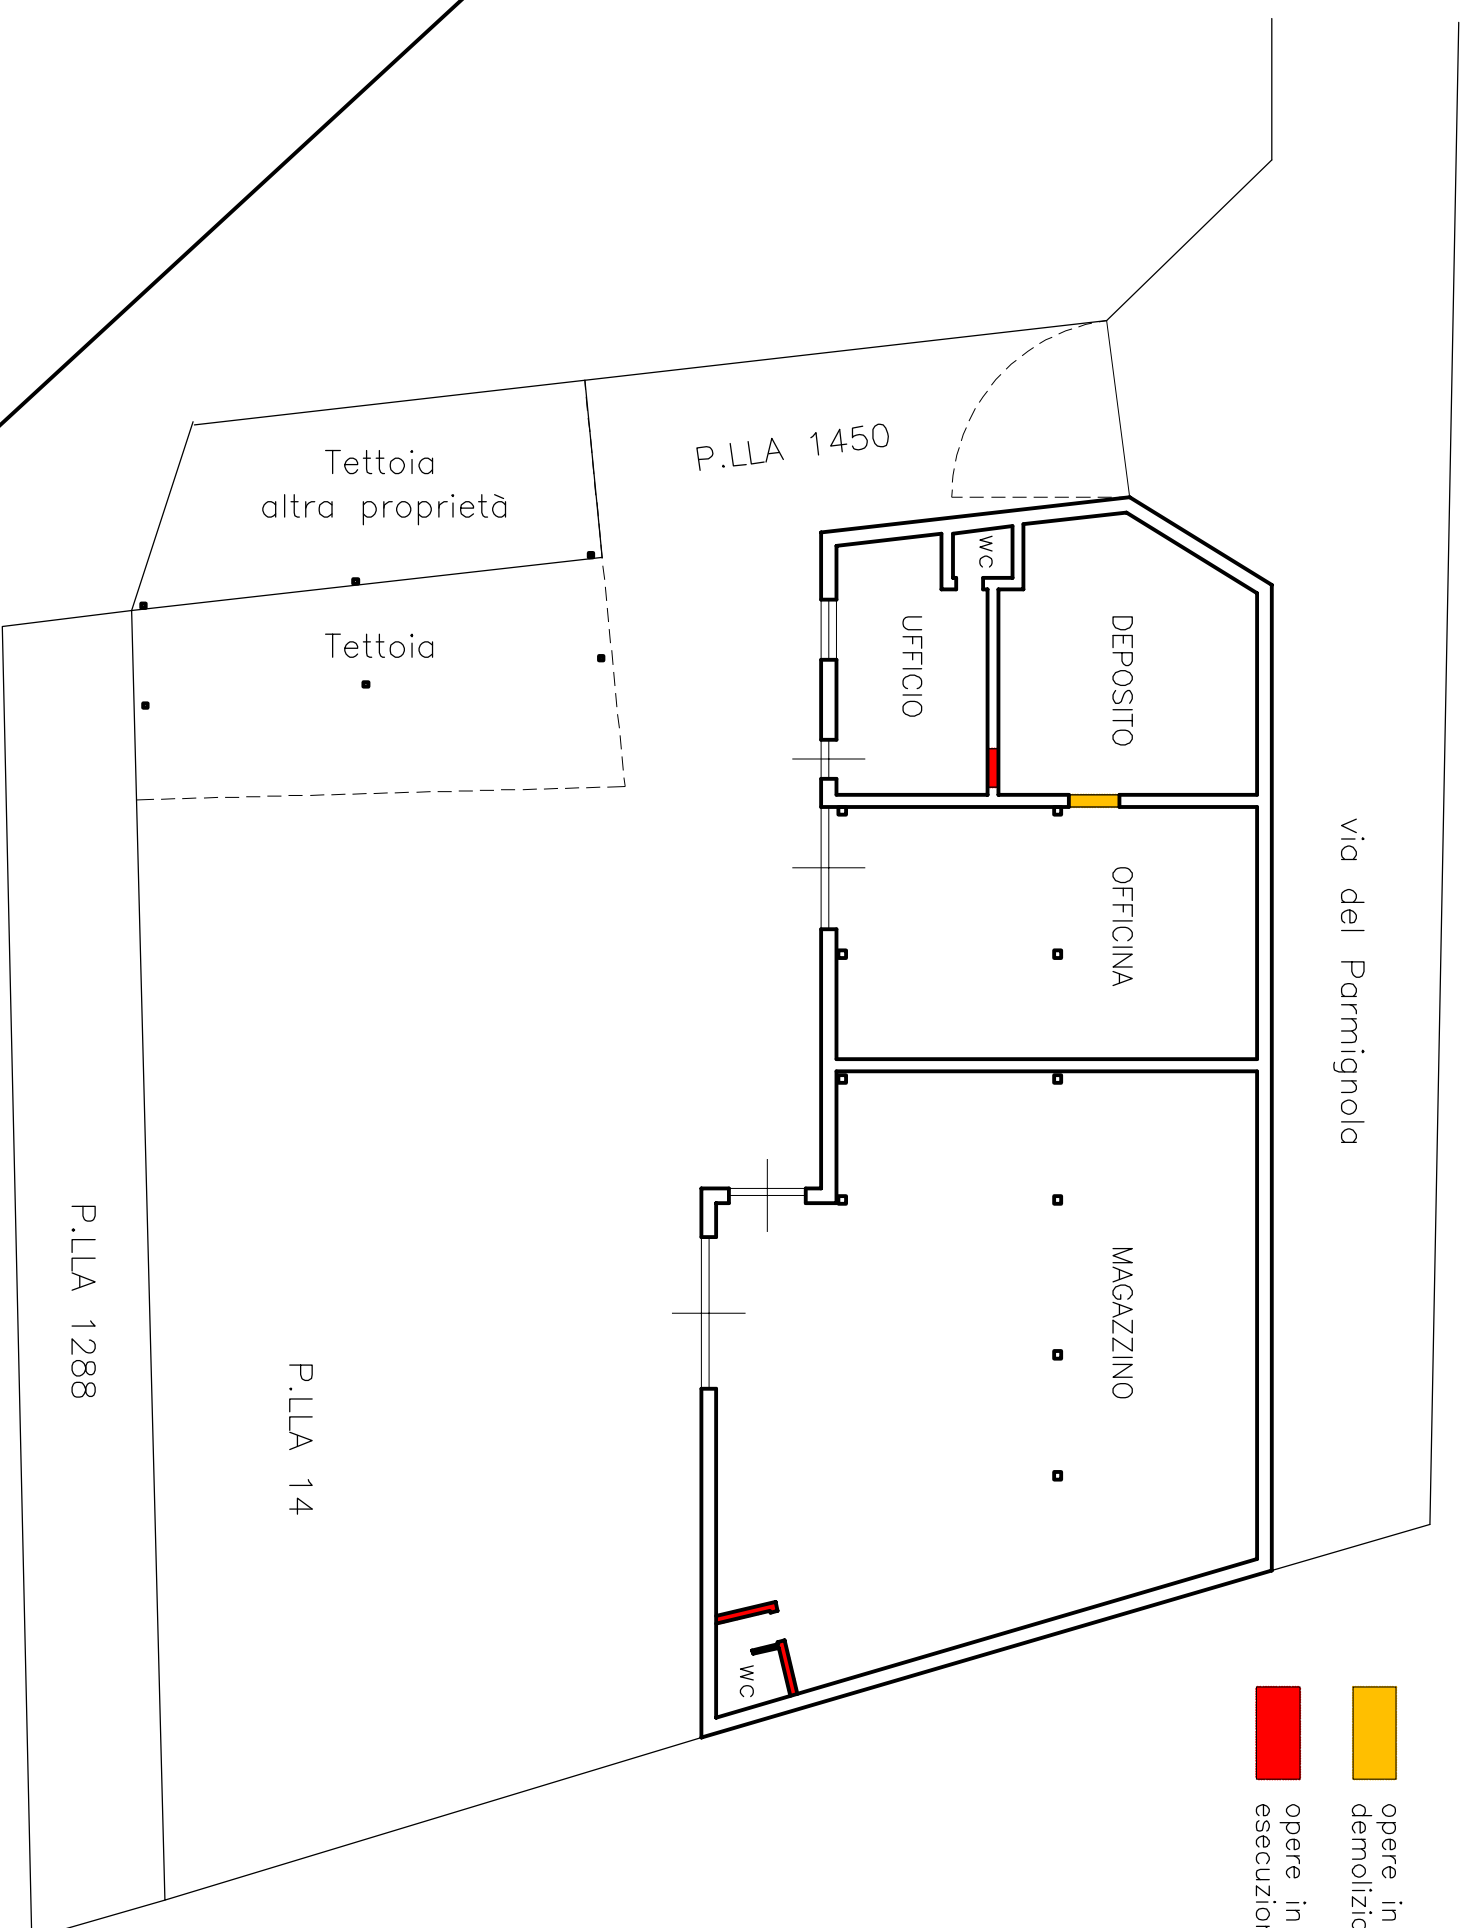 P.LLA 1450
Tettoia
altra proprietà
Tettoia
WC
UFFICIO
DEPOSITO
OFFICINA
MAGAZZINO
WC
via del Parmignola
P.LLA 1288
P.LLA 14
opere in
opere in